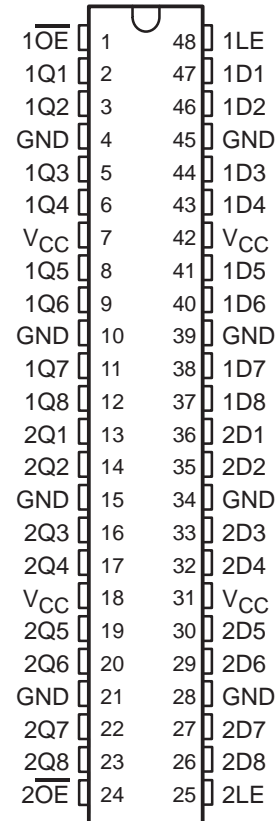 1O̅E̅ 1 48 1LE
1Q1 2 47 1D1
1Q2 3 46 1D2
GND 4 45 GND
1Q3 5 44 1D3
1Q4 6 43 1D4
VCC 7 42 VCC
1Q5 8 41 1D5
1Q6 9 40 1D6
GND 10 39 GND
1Q7 11 38 1D7
1Q8 12 37 1D8
2Q1 13 36 2D1
2Q2 14 35 2D2
GND 15 34 GND
2Q3 16 33 2D3
2Q4 17 32 2D4
VCC 18 31 VCC
2Q5 19 30 2D5
2Q6 20 29 2D6
GND 21 28 GND
2Q7 22 27 2D7
2Q8 23 26 2D8
2O̅E̅ 24 25 2LE